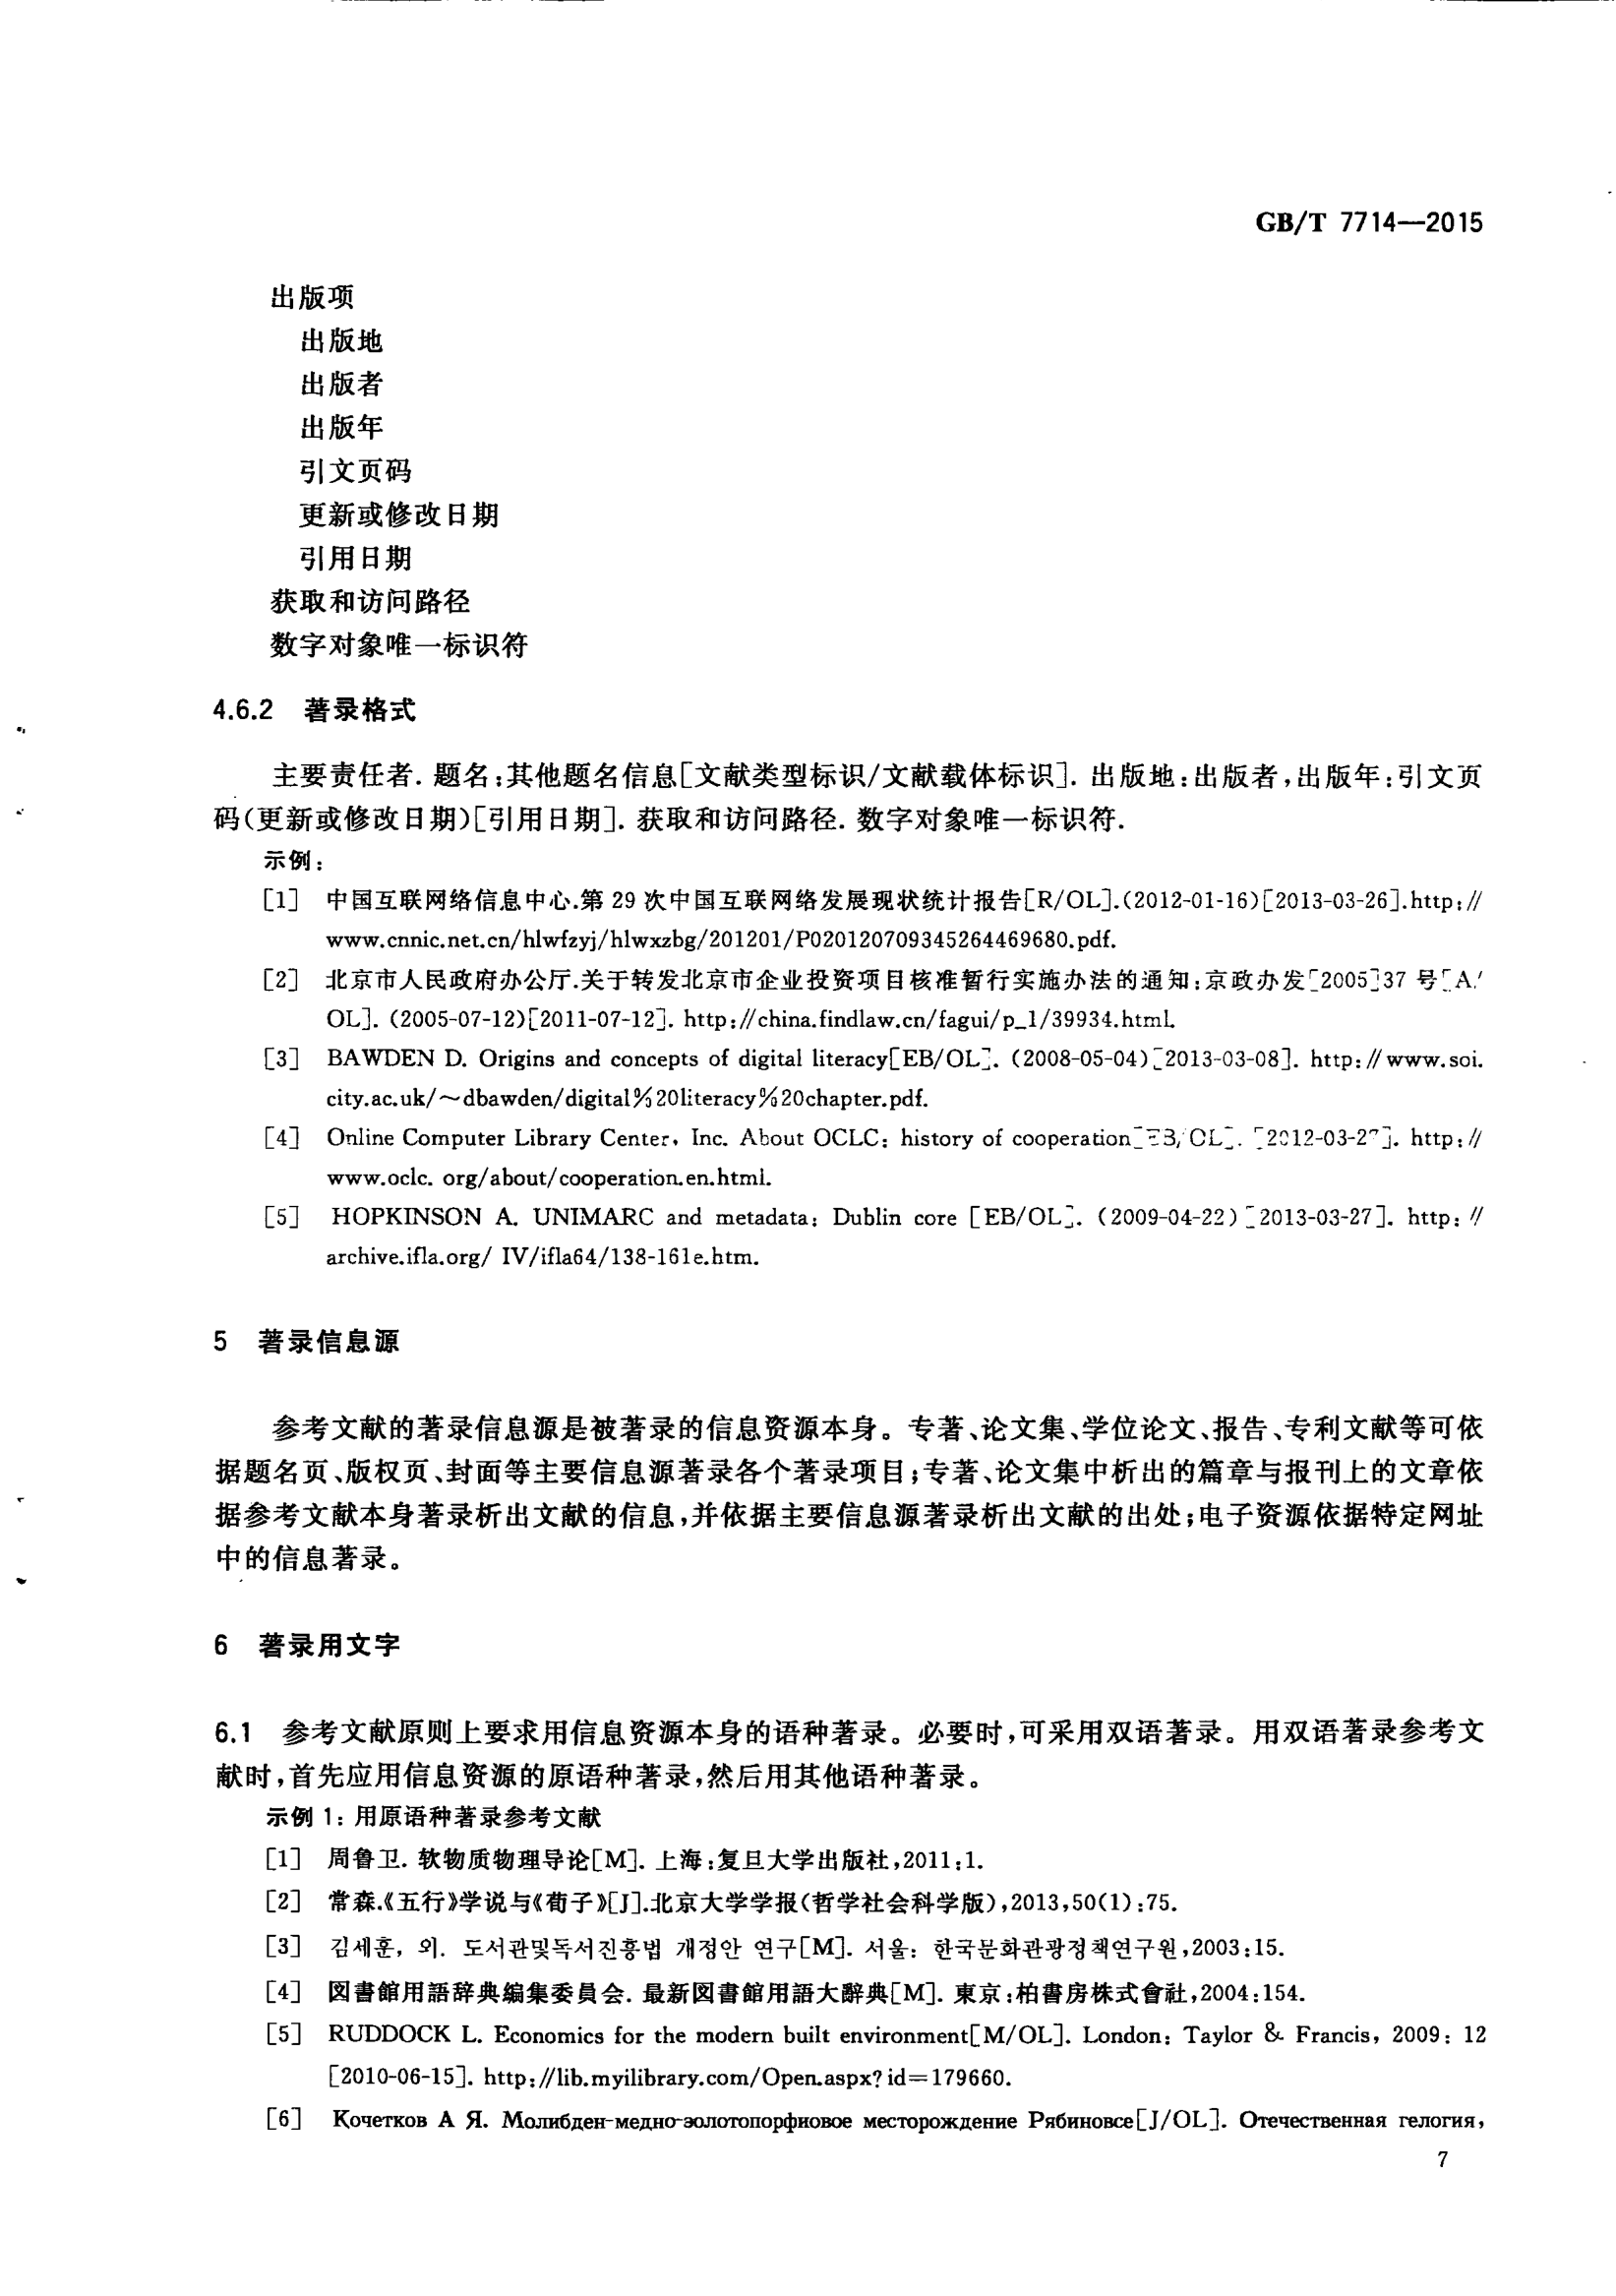 GB/T 7714—2015
出版项
出版地
出版者
出版年
引文页码
更新或修改日期
引用日期
获取和访问路径
数字对象唯一标识符
4.6.2 著录格式
主要责任者. 题名:其他题名信息[文献类型标识/文献载体标识]. 出版地:出版者,出版年:引文页
码(更新或修改日期)[引用日期]. 获取和访问路径. 数字对象唯一标识符.
示例:
[1] 中国互联网络信息中心.第 29 次中国互联网络发展现状统计报告[R/OL].(2012-01-16)[2013-03-26].http://
www.cnnic.net.cn/hlwfzyj/hlwxzbg/201201/P020120709345264469680.pdf.
[2] 北京市人民政府办公厅.关于转发北京市企业投资项目核准暂行实施办法的通知:京政办发[2005]37 号[A/
OL]. (2005-07-12)[2011-07-12]. http://china.findlaw.cn/fagui/p_1/39934.html.
[3] BAWDEN D. Origins and concepts of digital literacy[EB/OL]. (2008-05-04)[2013-03-08]. http://www.soi.
city.ac.uk/~dbawden/digital%20literacy%20chapter.pdf.
[4] Online Computer Library Center, Inc. About OCLC: history of cooperation[EB/OL]. [2012-03-27]. http://
www.oclc. org/about/cooperation.en.html.
[5] HOPKINSON A. UNIMARC and metadata: Dublin core [EB/OL]. (2009-04-22)[2013-03-27]. http: //
archive.ifla.org/ IV/ifla64/138-161e.htm.
5 著录信息源
参考文献的著录信息源是被著录的信息资源本身。专著、论文集、学位论文、报告、专利文献等可依
据题名页、版权页、封面等主要信息源著录各个著录项目;专著、论文集中析出的篇章与报刊上的文章依
据参考文献本身著录析出文献的信息,并依据主要信息源著录析出文献的出处;电子资源依据特定网址
中的信息著录。
6 著录用文字
6.1 参考文献原则上要求用信息资源本身的语种著录。必要时,可采用双语著录。用双语著录参考文
献时,首先应用信息资源的原语种著录,然后用其他语种著录。
示例 1: 用原语种著录参考文献
[1] 周鲁卫. 软物质物理导论[M]. 上海:复旦大学出版社,2011:1.
[2] 常森.《五行》学说与《荀子》[J].北京大学学报(哲学社会科学版),2013,50(1):75.
[3] 김세훈, 외. 도서관및독서진흥법 개정안 연구[M]. 서울: 한국문화관광정책연구원,2003:15.
[4] 図書館用語辞典編集委員会. 最新図書館用語大辭典[M]. 東京:柏書房株式會社,2004:154.
[5] RUDDOCK L. Economics for the modern built environment[M/OL]. London: Taylor & Francis, 2009: 12
[2010-06-15]. http://lib.myilibrary.com/Open.aspx? id=179660.
[6] Кочетков А Я. Молибден-медно-золотопорфиовое месторождение Рябиновсе[J/OL]. Отечественная гелогия,
7